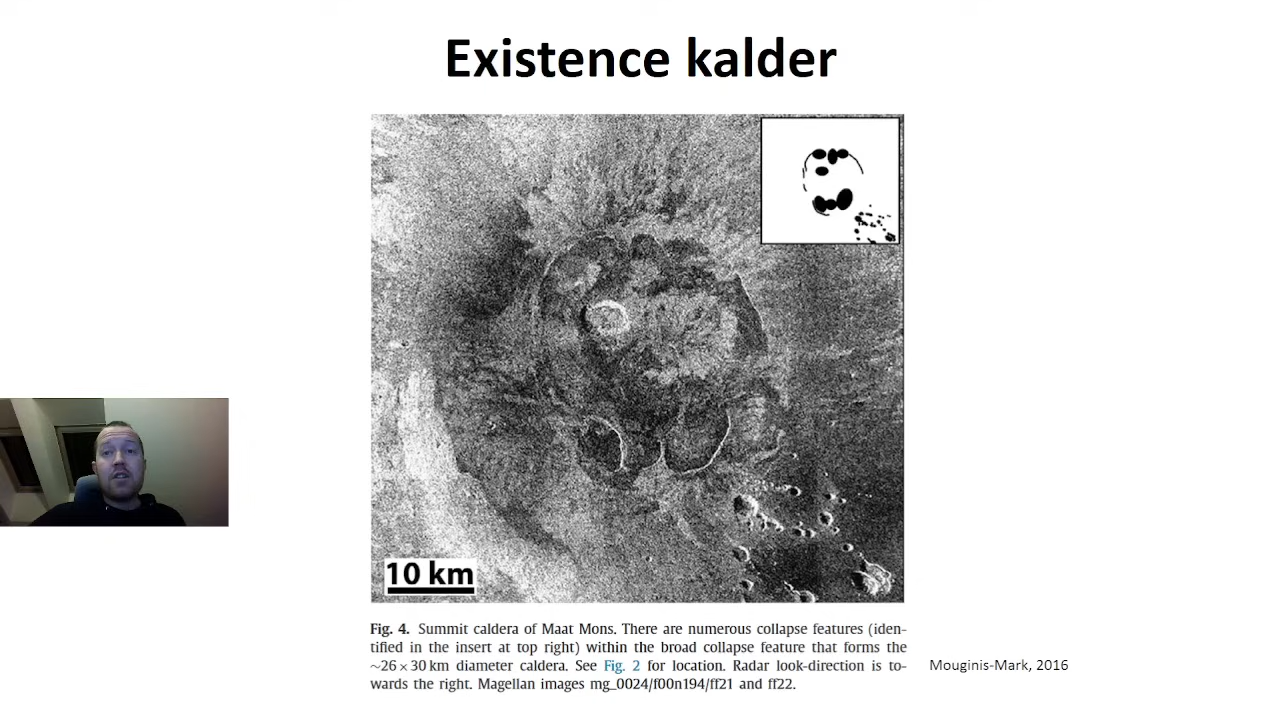 Existence kalder
10 km
Fig. 4. Summit caldera of Maat Mons. There are numerous collapse features (iden-
tified in the insert at top right) within the broad collapse feature that forms the
~26 × 30 km diameter caldera. See Fig. 2 for location. Radar look-direction is to-
wards the right. Magellan images mg_0024/f00n194/ff21 and ff22.
Mouginis-Mark, 2016